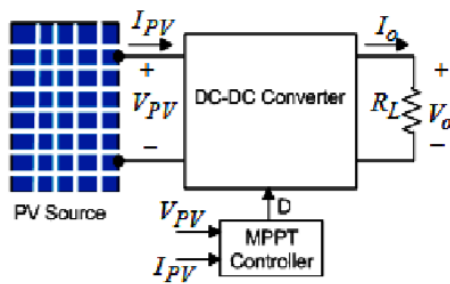 I_PV
I_o
+
V_PV
−
DC-DC Converter
R_L
+
V_o
−
PV Source
D
V_PV
I_PV
MPPT
Controller